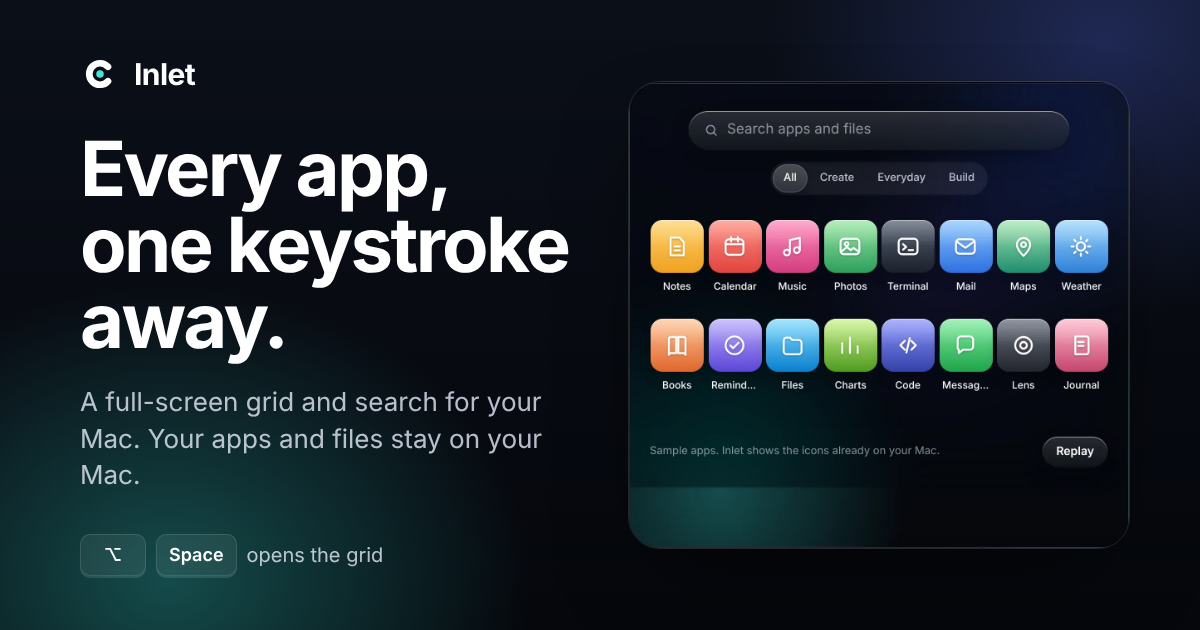 Inlet
Every app,
one keystroke
away.
A full-screen grid and search for your
Mac. Your apps and files stay on your
Mac.
⌥ Space opens the grid
Search apps and files
All Create Everyday Build
Notes Calendar Music Photos Terminal Mail Maps Weather
Books Remind... Files Charts Code Messag... Lens Journal
Sample apps. Inlet shows the icons already on your Mac.
Replay